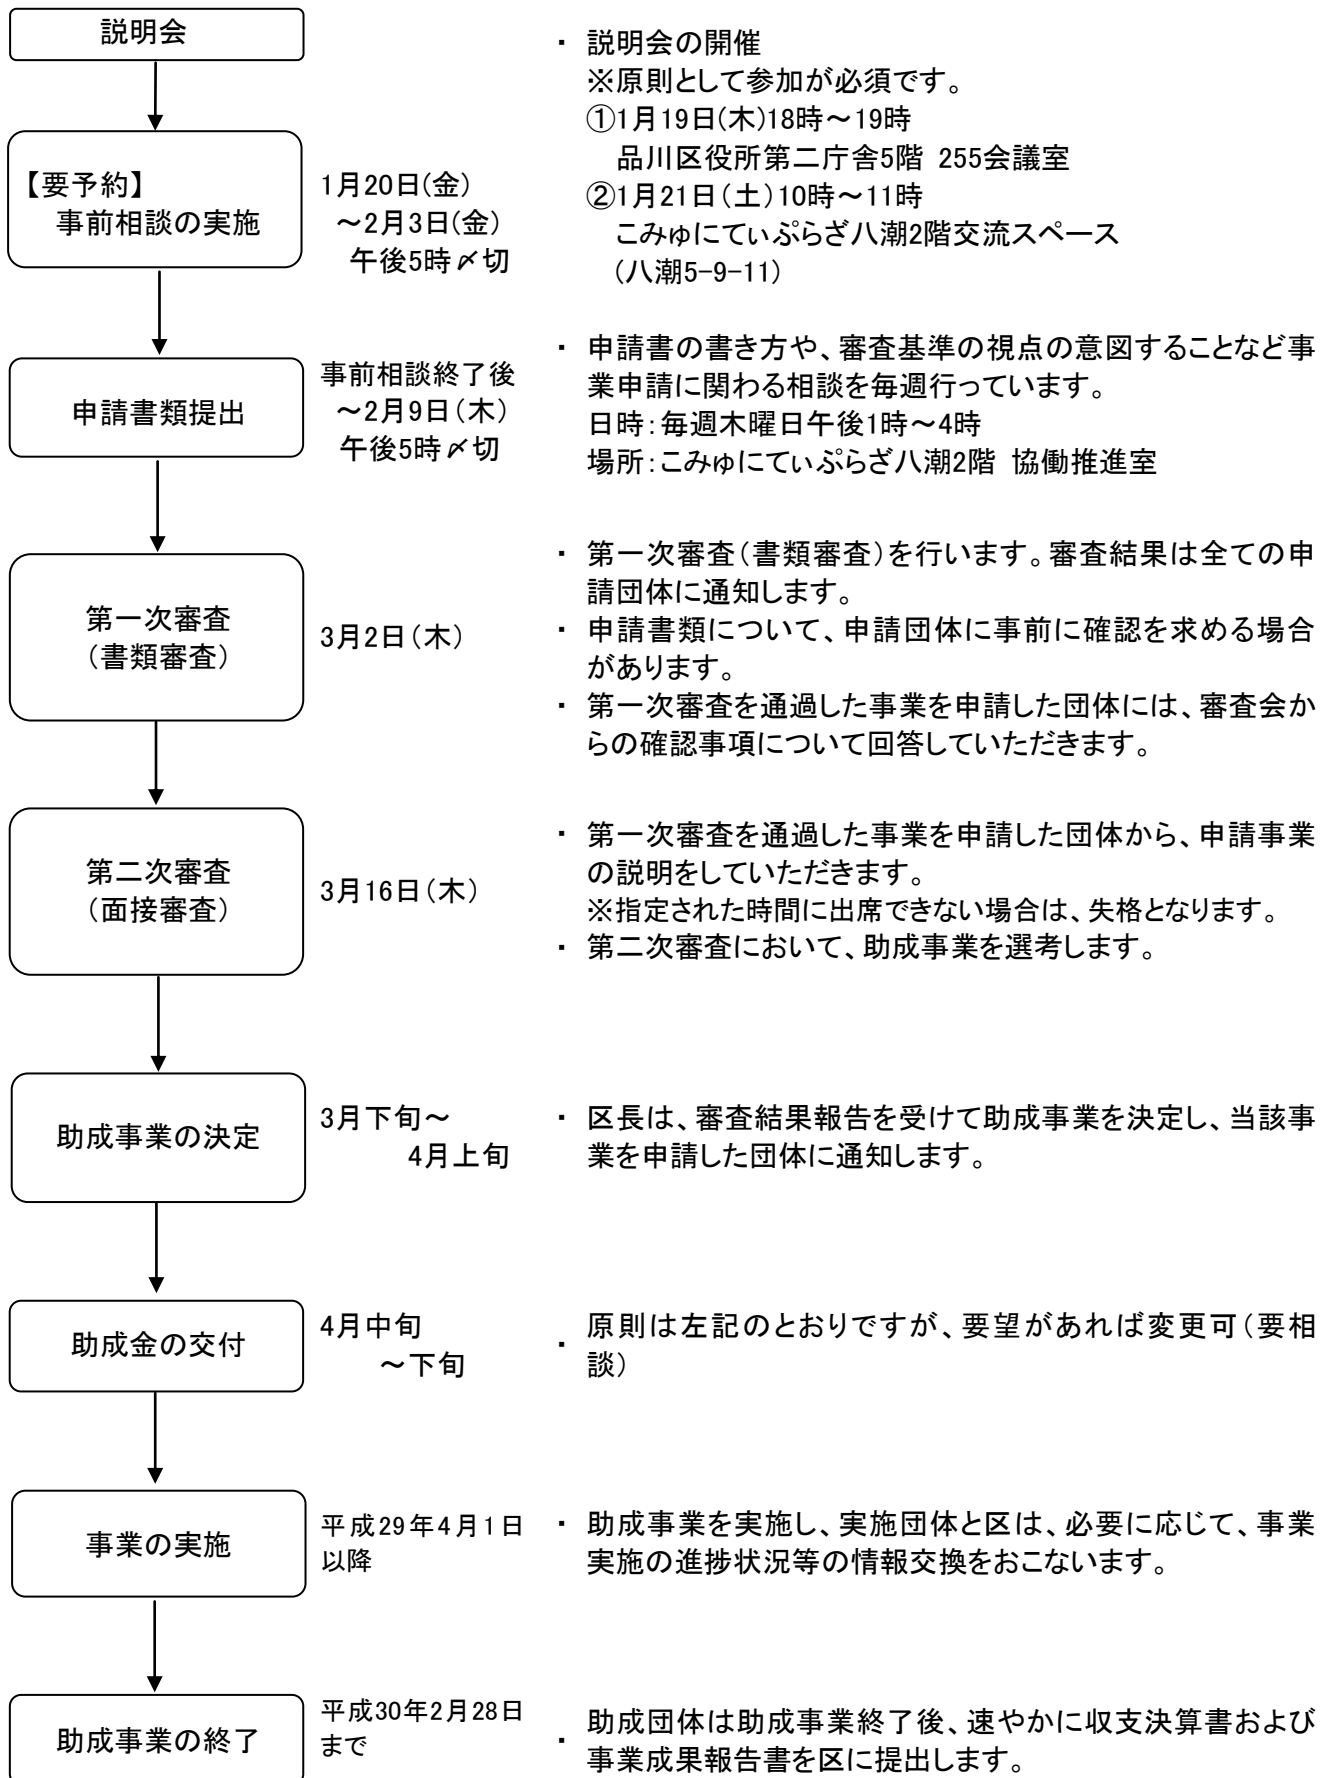 説明会
・ 説明会の開催
※原則として参加が必須です。
①1月19日(木)18時～19時
品川区役所第二庁舎5階 255会議室
②1月21日(土)10時～11時
こみゅにてぃぷらざ八潮2階交流スペース
(八潮5-9-11)
【要予約】
事前相談の実施
1月20日(金)
～2月3日(金)
午後5時〆切
申請書類提出
事前相談終了後
～2月9日(木)
午後5時〆切
・ 申請書の書き方や、審査基準の視点の意図することなど事
業申請に関わる相談を毎週行っています。
日時：毎週木曜日午後1時～4時
場所：こみゅにてぃぷらざ八潮2階 協働推進室
第一次審査
(書類審査)
3月2日(木)
・ 第一次審査(書類審査)を行います。審査結果は全ての申
請団体に通知します。
・ 申請書類について、申請団体に事前に確認を求める場合
があります。
・ 第一次審査を通過した事業を申請した団体には、審査会か
らの確認事項について回答していただきます。
第二次審査
(面接審査)
3月16日(木)
・ 第一次審査を通過した事業を申請した団体から、申請事業
の説明をしていただきます。
※指定された時間に出席できない場合は、失格となります。
・ 第二次審査において、助成事業を選考します。
助成事業の決定
3月下旬～
4月上旬
・ 区長は、審査結果報告を受けて助成事業を決定し、当該事
業を申請した団体に通知します。
助成金の交付
4月中旬
～下旬
・ 原則は左記のとおりですが、要望があれば変更可(要相
談)
事業の実施
平成29年4月1日
以降
・ 助成事業を実施し、実施団体と区は、必要に応じて、事業
実施の進捗状況等の情報交換をおこないます。
助成事業の終了
平成30年2月28日
まで
・ 助成団体は助成事業終了後、速やかに収支決算書および
事業成果報告書を区に提出します。